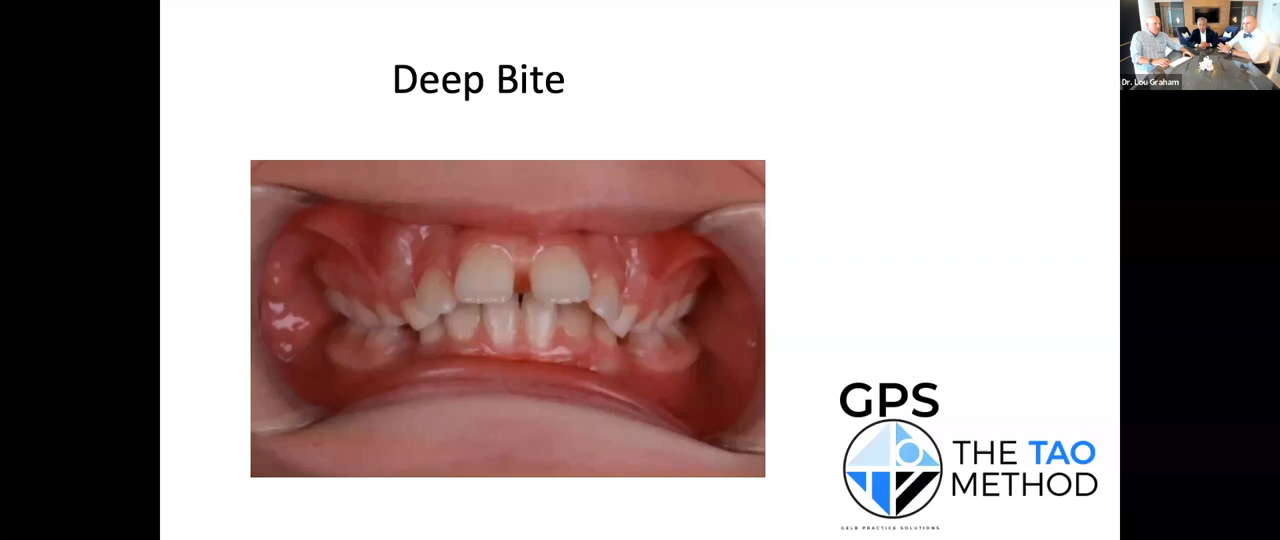 Deep Bite
Dr. Lou Graham
GPS
THE TAO
METHOD
GELB PRACTICE SOLUTIONS